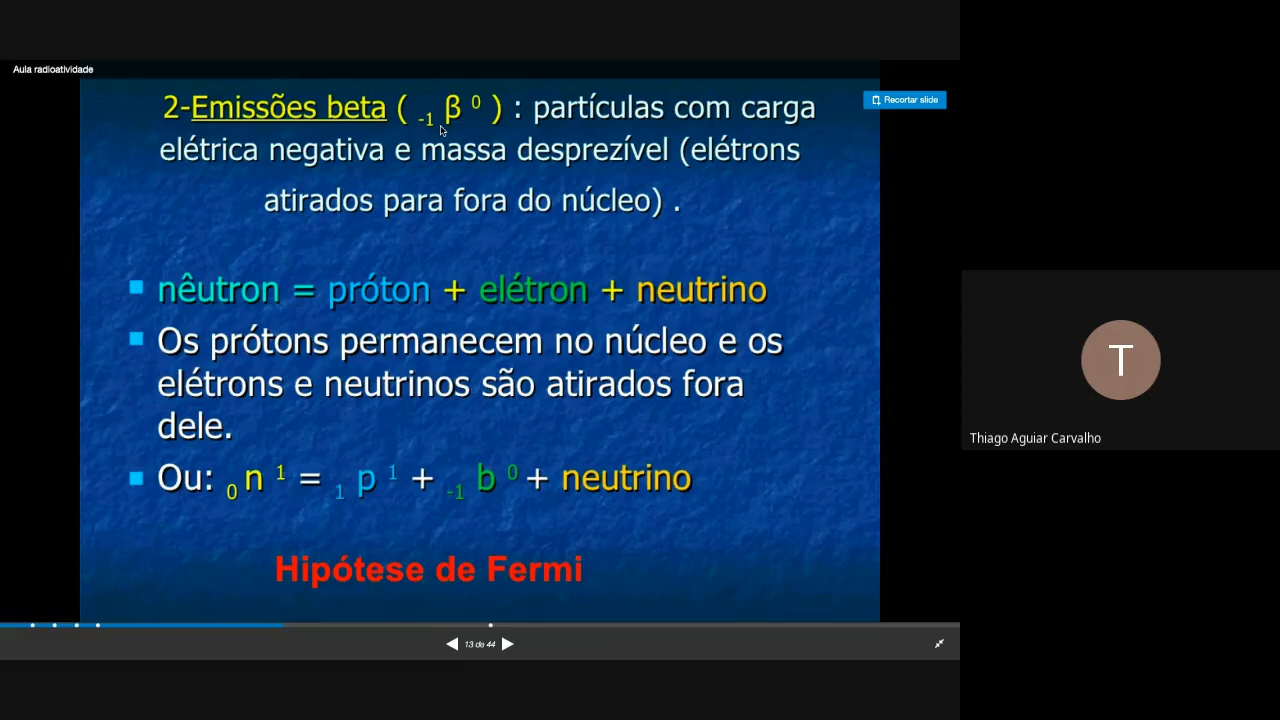 Aula radioatividade
Recortar slide
2-Emissões beta ( -1 β 0 ) : partículas com carga
elétrica negativa e massa desprezível (elétrons
atirados para fora do núcleo) .
nêutron = próton + elétron + neutrino
Os prótons permanecem no núcleo e os
elétrons e neutrinos são atirados fora
dele.
Ou: 0 n 1 = 1 p 1 + -1 b 0 + neutrino
Hipótese de Fermi
13 de 44
T
Thiago Aguiar Carvalho